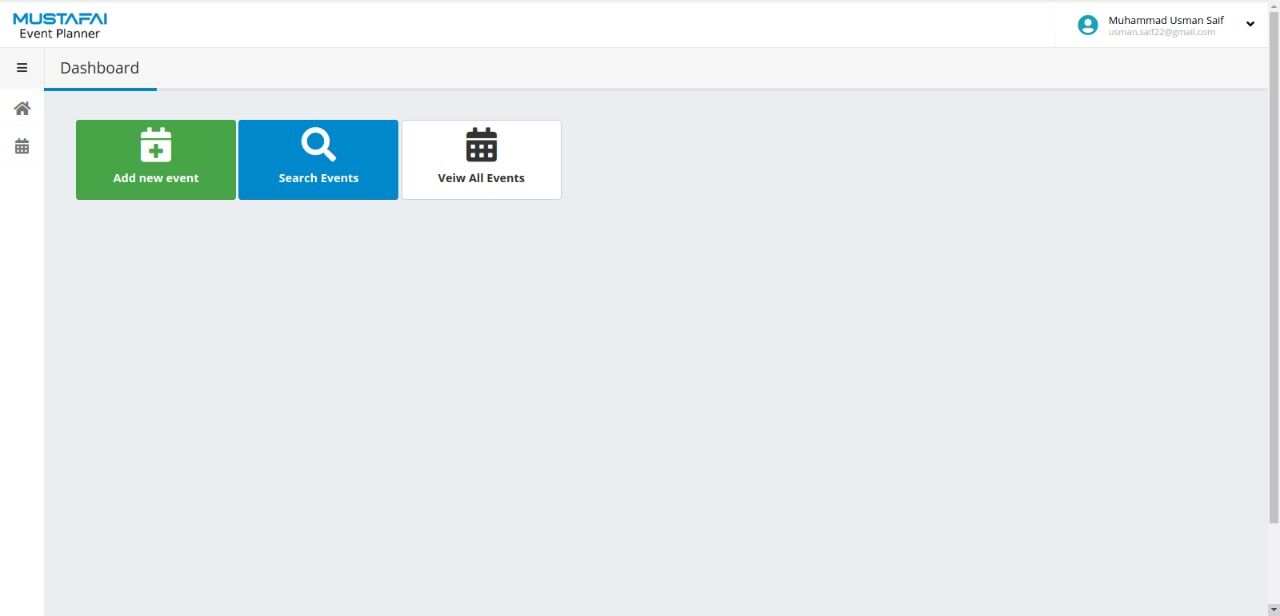 MUSTAFAI
Event Planner
Muhammad Usman Saif
usman.saif22@gmail.com
Dashboard
Add new event
Search Events
Veiw All Events